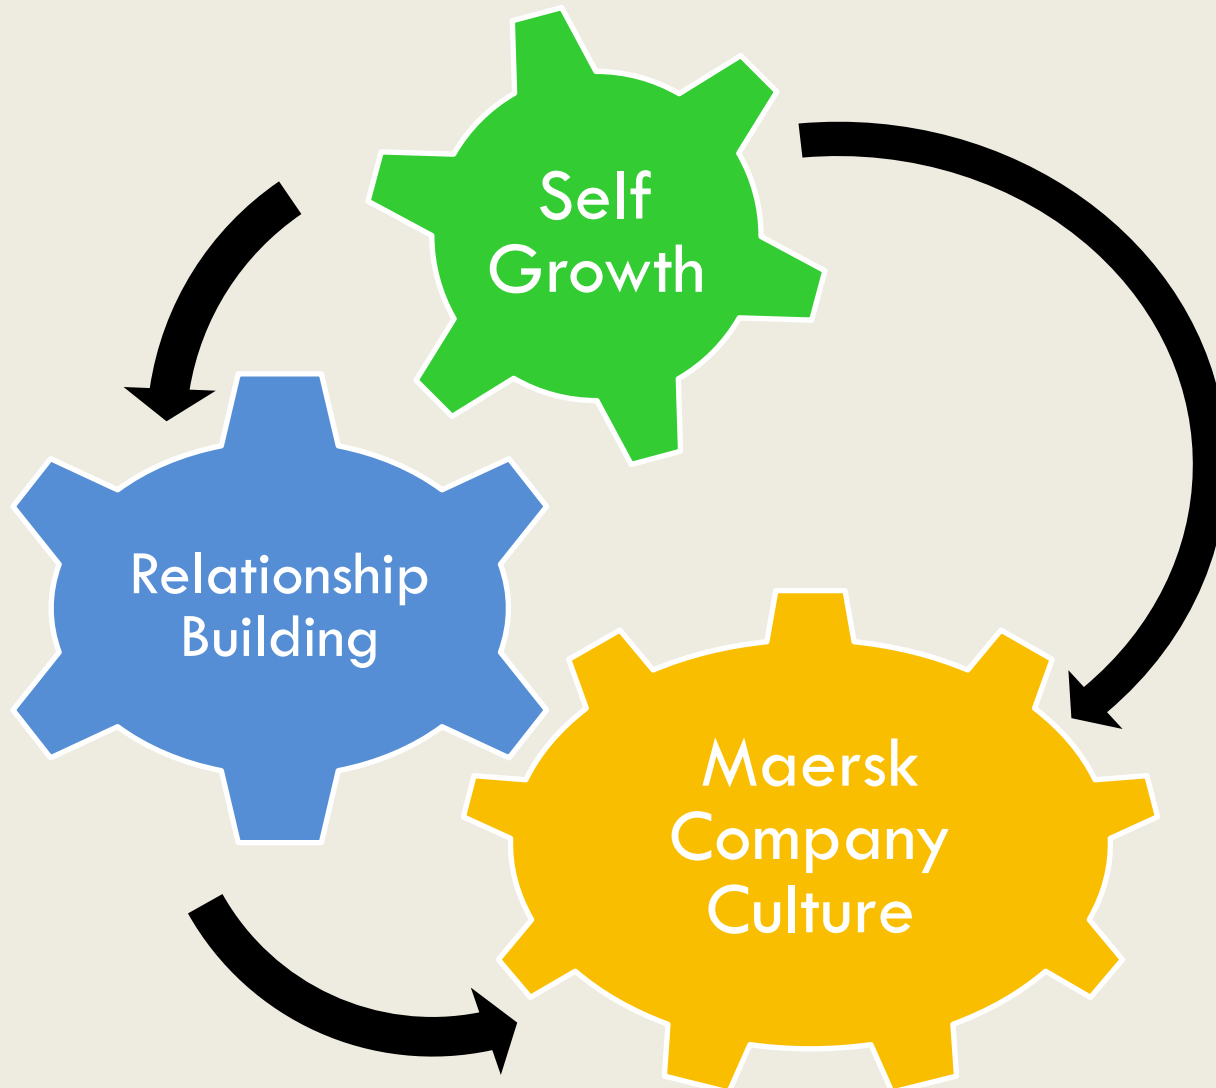 Self
Growth
Relationship
Building
Maersk
Company
Culture